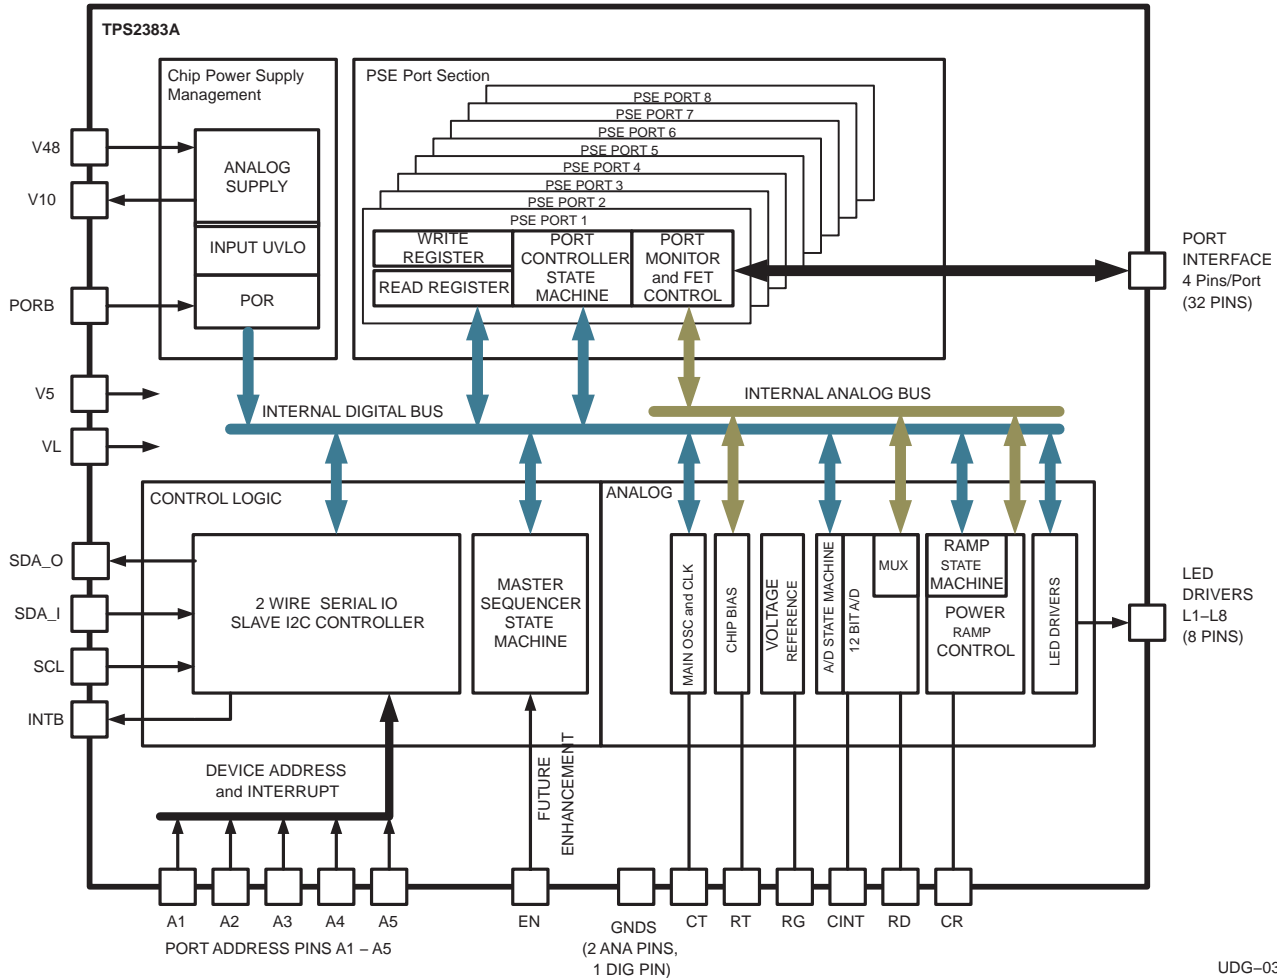 TPS2383A
Chip Power Supply
Management
PSE Port Section
PSE PORT 8
PSE PORT 7
PSE PORT 6
PSE PORT 5
PSE PORT 4
PSE PORT 3
PSE PORT 2
PSE PORT 1
V48
V10
PORB
V5
VL
ANALOG
SUPPLY
INPUT UVLO
POR
WRITE
REGISTER
READ REGISTER
PORT
CONTROLLER
STATE
MACHINE
PORT
MONITOR
and FET
CONTROL
PORT
INTERFACE
4 Pins/Port
(32 PINS)
INTERNAL DIGITAL BUS
INTERNAL ANALOG BUS
CONTROL LOGIC
ANALOG
SDA_O
SDA_I
SCL
INTB
2 WIRE SERIAL IO
SLAVE I2C CONTROLLER
MASTER
SEQUENCER
STATE
MACHINE
MAIN OSC and CLK
CHIP BIAS
VOLTAGE
REFERENCE
A/D STATE MACHINE
12 BIT A/D
MUX
RAMP
STATE
MACHINE
POWER
RAMP
CONTROL
LED DRIVERS
LED
DRIVERS
L1–L8
(8 PINS)
DEVICE ADDRESS
and INTERRUPT
FUTURE
ENHANCEMENT
A1
A2
A3
A4
A5
PORT ADDRESS PINS A1 – A5
EN
GNDS
(2 ANA PINS,
1 DIG PIN)
CT
RT
RG
CINT
RD
CR
UDG–03